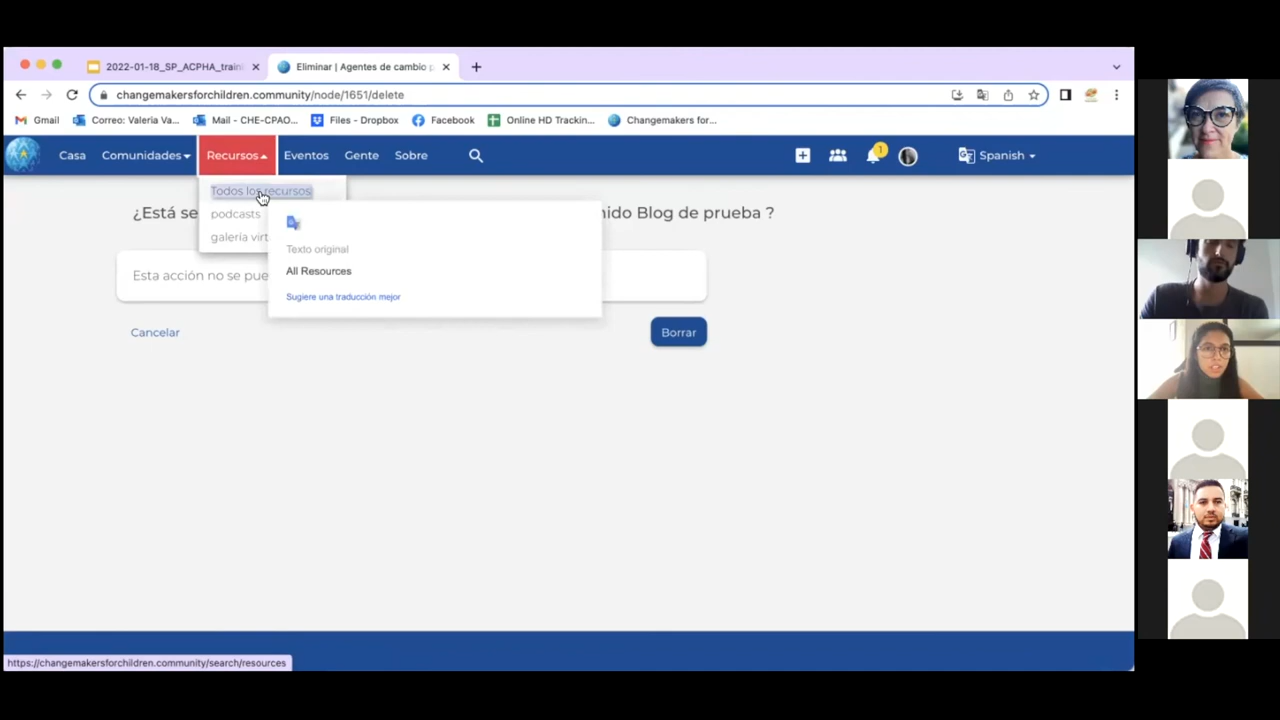 2022-01-18_SP_ACPHA_traini
Eliminar | Agentes de cambio p
changemakersforchildren.community/node/1651/delete
Gmail
Correo: Valeria Va...
Mail - CHE-CPAO...
Files - Dropbox
Facebook
Online HD Trackin...
Changemakers for...
Casa
Comunidades
Recursos
Eventos
Gente
Sobre
1
Spanish
Todos los recursos
podcasts
galería virt
¿Está se
nido Blog de prueba ?
Texto original
All Resources
Sugiere una traducción mejor
Esta acción no se pue
Cancelar
Borrar
https://changemakersforchildren.community/search/resources